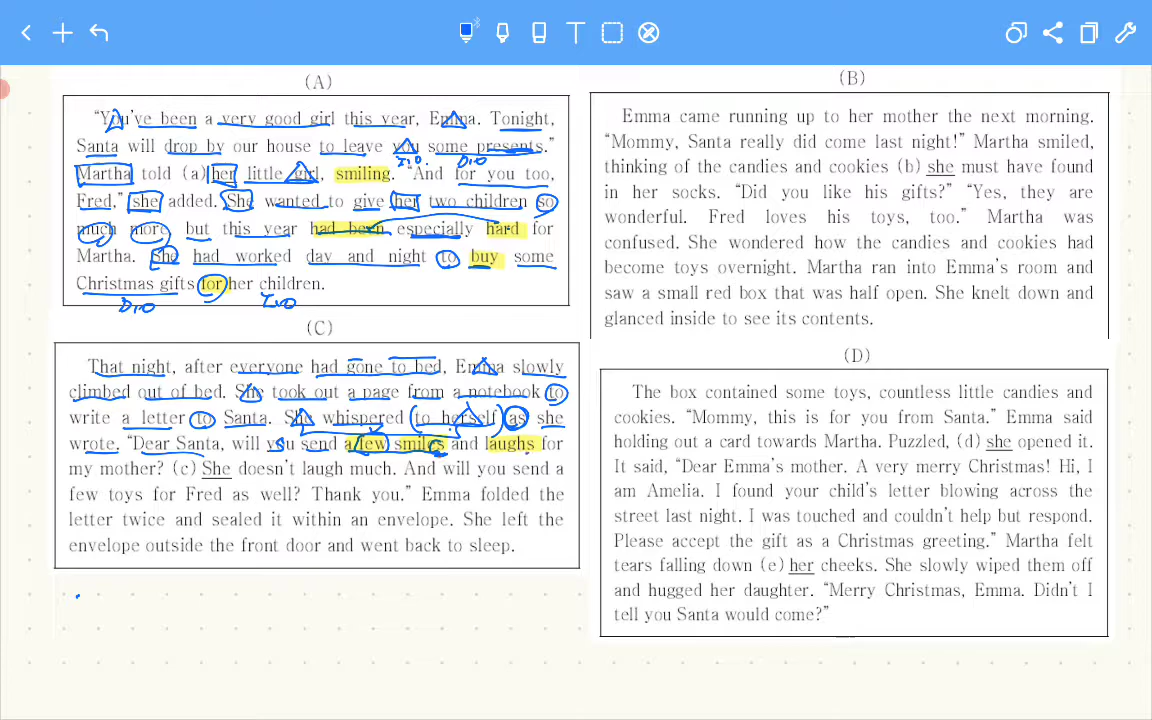 (A)
“You’ve been a very good girl this year, Emma. Tonight,
Santa will drop by our house to leave you some presents.”
Martha told (a) her little girl, smiling. “And for you too,
Fred,” she added. She wanted to give her two children so
much more, but this year had been especially hard for
Martha. She had worked day and night to buy some
Christmas gifts for her children.
(C)
That night, after everyone had gone to bed, Emma slowly
climbed out of bed. She took out a page from a notebook to
write a letter to Santa. She whispered to herself as she
wrote. “Dear Santa, will you send a few smiles and laughs for
my mother? (c) She doesn’t laugh much. And will you send a
few toys for Fred as well? Thank you.” Emma folded the
letter twice and sealed it within an envelope. She left the
envelope outside the front door and went back to sleep.
(B)
Emma came running up to her mother the next morning.
“Mommy, Santa really did come last night!” Martha smiled,
thinking of the candies and cookies (b) she must have found
in her socks. “Did you like his gifts?” “Yes, they are
wonderful. Fred loves his toys, too.” Martha was
confused. She wondered how the candies and cookies had
become toys overnight. Martha ran into Emma’s room and
saw a small red box that was half open. She knelt down and
glanced inside to see its contents.
(D)
The box contained some toys, countless little candies and
cookies. “Mommy, this is for you from Santa.” Emma said
holding out a card towards Martha. Puzzled, (d) she opened it.
It said, “Dear Emma’s mother. A very merry Christmas! Hi, I
am Amelia. I found your child’s letter blowing across the
street last night. I was touched and couldn’t help but respond.
Please accept the gift as a Christmas greeting.” Martha felt
tears falling down (e) her cheeks. She slowly wiped them off
and hugged her daughter. “Merry Christmas, Emma. Didn’t I
tell you Santa would come?”